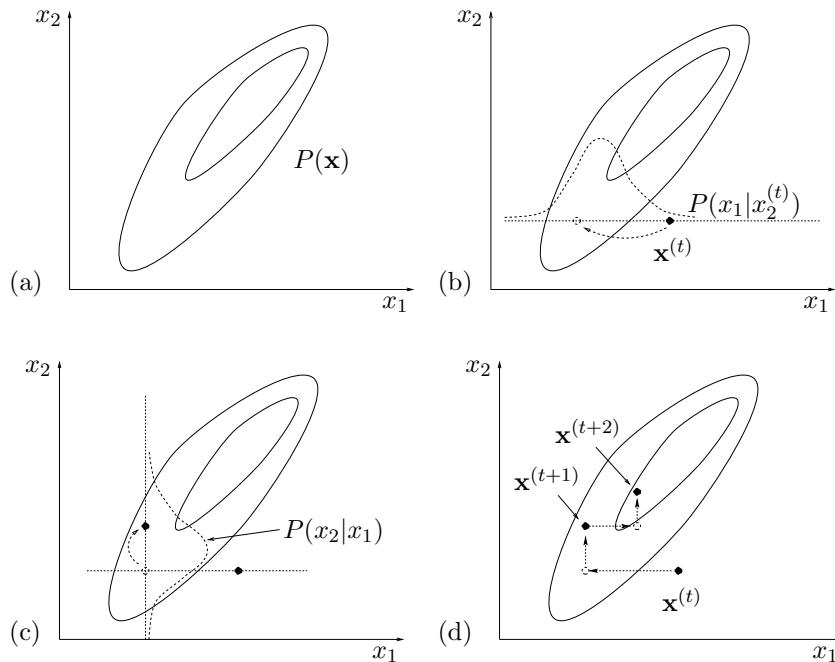 x₂
P(𝐱)
(a)
x₁
x₂
P(x₁|x₂⁽ᵗ⁾)
𝐱⁽ᵗ⁾
(b)
x₁
x₂
P(x₂|x₁)
(c)
x₁
x₂
𝐱⁽ᵗ⁺²⁾
𝐱⁽ᵗ⁺¹⁾
𝐱⁽ᵗ⁾
(d)
x₁